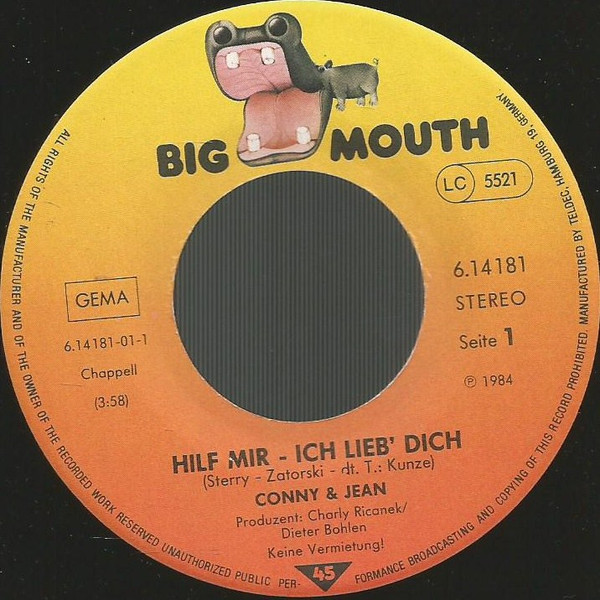 BIG MOUTH
LC 5521
6.14181
STEREO
Seite 1
℗ 1984
GEMA
6.14181-01-1
Chappell
(3:58)
HILF MIR - ICH LIEB' DICH
(Sterry - Zatorski - dt. T.: Kunze)
CONNY & JEAN
Produzent: Charly Ricanek/
Dieter Bohlen
Keine Vermietung!
45
ALL RIGHTS OF THE MANUFACTURER AND OF THE OWNER OF THE RECORDED WORK RESERVED UNAUTHORIZED PUBLIC PER-FORMANCE BROADCASTING AND COPYING OF THIS RECORD PROHIBITED. MANUFACTURED BY TELDEC, HAMBURG 19, GERMANY.